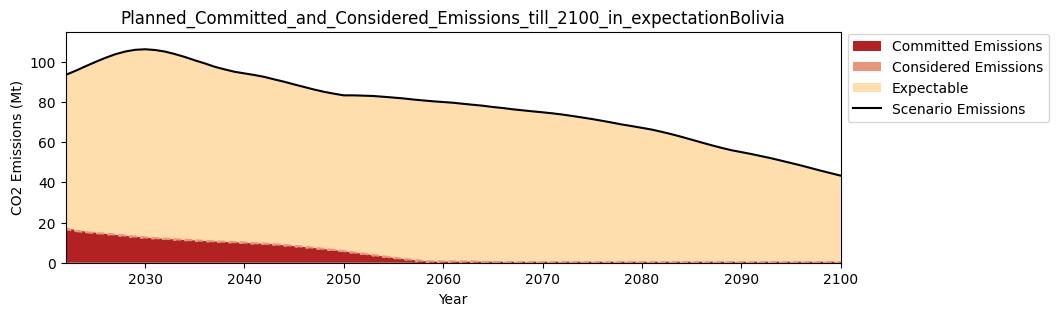 Planned_Committed_and_Considered_Emissions_till_2100_in_expectationBolivia
CO2 Emissions (Mt)
100
80
60
40
20
0
2030 2040 2050 2060 2070 2080 2090 2100
Year
Committed Emissions
Considered Emissions
Expectable
Scenario Emissions